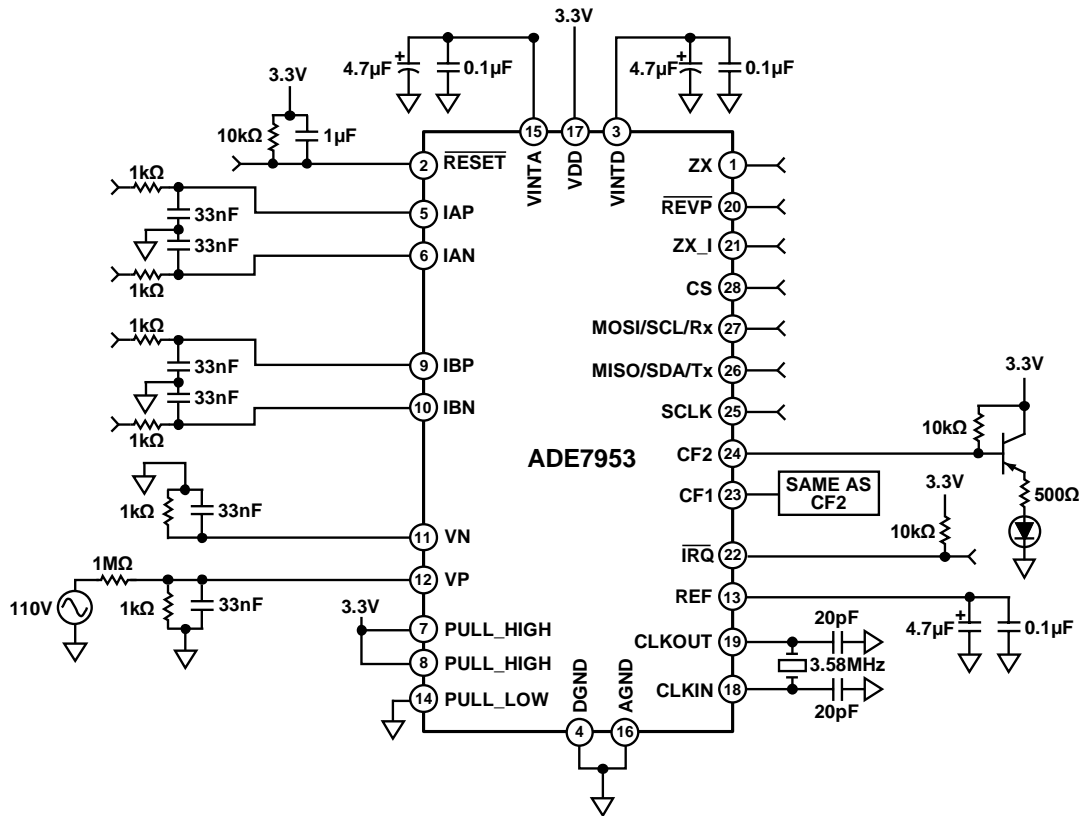 3.3V
4.7µF
+
0.1µF
4.7µF
+
0.1µF
3.3V
10kΩ
1µF
15
17
3
VINTA
VDD
VINTD
2
RESET
1kΩ
33nF
5
IAP
33nF
6
IAN
1kΩ
1kΩ
33nF
9
IBP
33nF
10
IBN
1kΩ
1kΩ
33nF
11
VN
1MΩ
110V
1kΩ
33nF
12
VP
3.3V
7
PULL_HIGH
8
PULL_HIGH
14
PULL_LOW
ADE7953
DGND
AGND
4
16
ZX
1
REVP
20
ZX_I
21
CS
28
MOSI/SCL/Rx
27
MISO/SDA/Tx
26
SCLK
25
3.3V
10kΩ
CF2
24
500Ω
CF1
23
SAME AS
CF2
3.3V
10kΩ
IRQ
22
REF
13
4.7µF
+
0.1µF
CLKOUT
19
20pF
3.58MHz
CLKIN
18
20pF